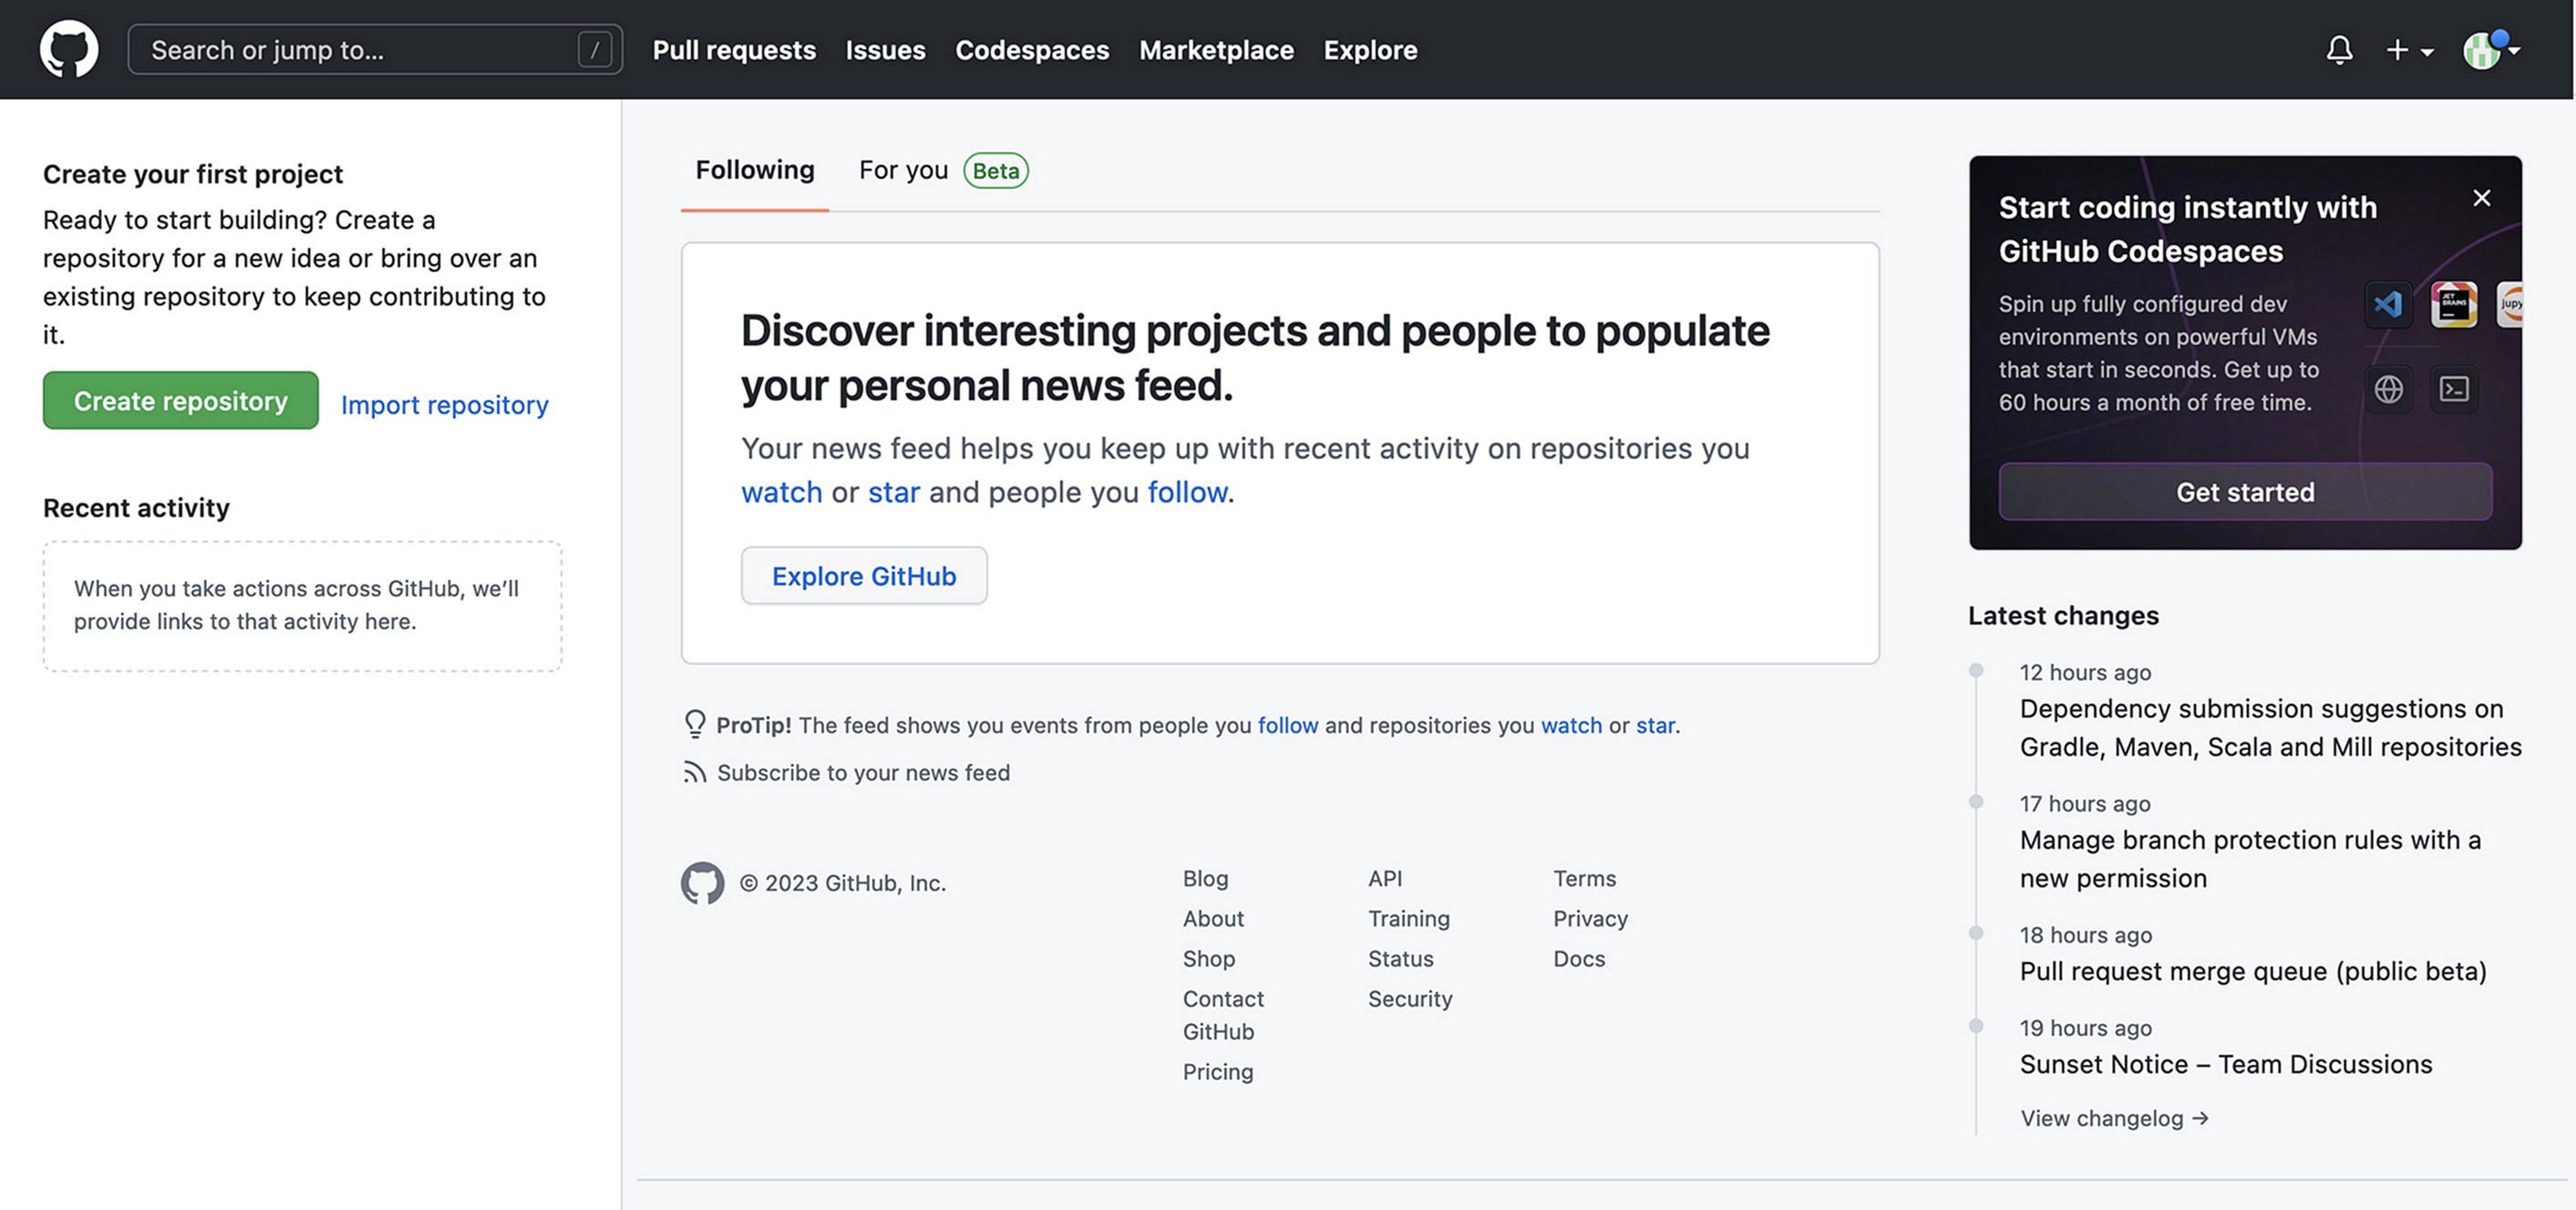 Search or jump to... /
Pull requests
Issues
Codespaces
Marketplace
Explore
Create your first project
Ready to start building? Create a
repository for a new idea or bring over an
existing repository to keep contributing to
it.
Create repository
Import repository
Recent activity
When you take actions across GitHub, we’ll
provide links to that activity here.
Following
For you
Beta
Discover interesting projects and people to populate
your personal news feed.
Your news feed helps you keep up with recent activity on repositories you
watch or star and people you follow.
Explore GitHub
ProTip! The feed shows you events from people you follow and repositories you watch or star.
Subscribe to your news feed
© 2023 GitHub, Inc.
Blog
About
Shop
Contact
GitHub
Pricing
API
Training
Status
Security
Terms
Privacy
Docs
Start coding instantly with
GitHub Codespaces
Spin up fully configured dev
environments on powerful VMs
that start in seconds. Get up to
60 hours a month of free time.
JET
BRAINS
jupy
Get started
Latest changes
12 hours ago
Dependency submission suggestions on
Gradle, Maven, Scala and Mill repositories
17 hours ago
Manage branch protection rules with a
new permission
18 hours ago
Pull request merge queue (public beta)
19 hours ago
Sunset Notice – Team Discussions
View changelog →